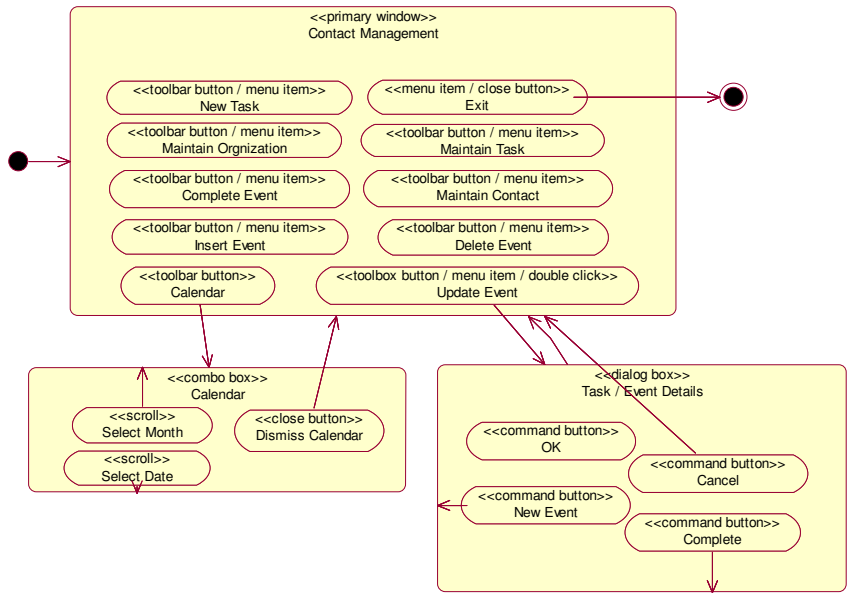 <<primary window>>
Contact Management
<<toolbar button / menu item>>
New Task
<<menu item / close button>>
Exit
<<toolbar button / menu item>>
Maintain Orgnization
<<toolbar button / menu item>>
Maintain Task
<<toolbar button / menu item>>
Complete Event
<<toolbar button / menu item>>
Maintain Contact
<<toolbar button / menu item>>
Insert Event
<<toolbar button / menu item>>
Delete Event
<<toolbar button>>
Calendar
<<toolbox button / menu item / double click>>
Update Event
<<combo box>>
Calendar
<<scroll>>
Select Month
<<close button>>
Dismiss Calendar
<<scroll>>
Select Date
<<dialog box>>
Task / Event Details
<<command button>>
OK
<<command button>>
Cancel
<<command button>>
New Event
<<command button>>
Complete